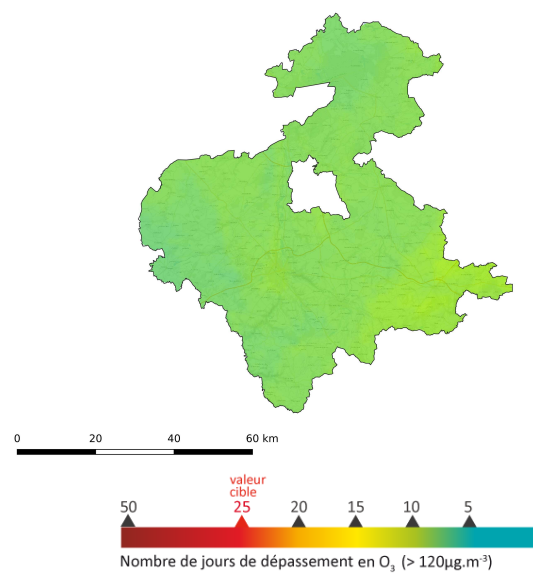 0 20 40 60 km
valeur
cible
50 25 20 15 10 5
Nombre de jours de dépassement en O₃ (> 120µg.m⁻³)